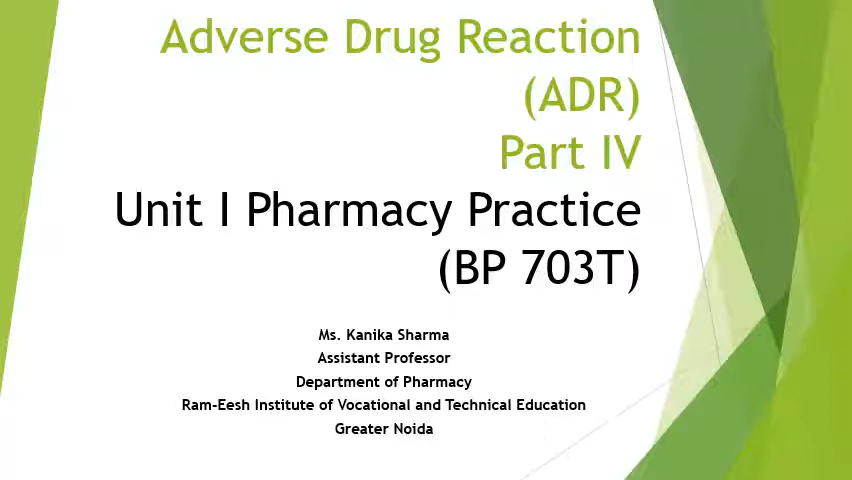 Adverse Drug Reaction
(ADR)
Part IV
Unit I Pharmacy Practice
(BP 703T)
Ms. Kanika Sharma
Assistant Professor
Department of Pharmacy
Ram-Eesh Institute of Vocational and Technical Education
Greater Noida